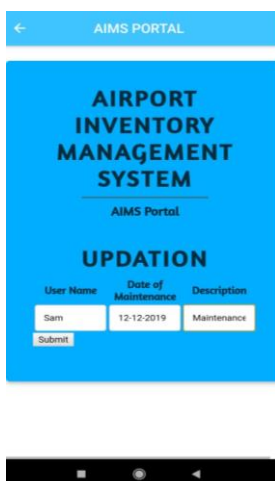 AIMS PORTAL
AIRPORT
INVENTORY
MANAGEMENT
SYSTEM
AIMS Portal
UPDATION
User Name Date of Maintenance Description
Sam 12-12-2019 Maintenance
Submit